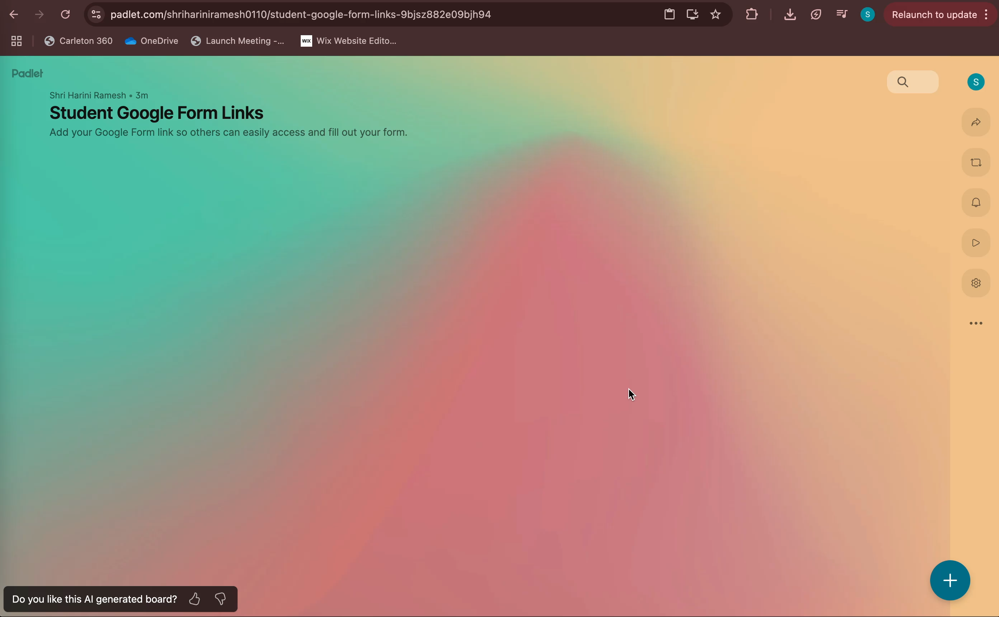 padlet.com/shrihariniramesh0110/student-google-form-links-9bjsz882e09bjh94
S
Relaunch to update
Carleton 360
OneDrive
Launch Meeting -...
WIX
Wix Website Edito...
Padlet
S
Shri Harini Ramesh • 3m
Student Google Form Links
Add your Google Form link so others can easily access and fill out your form.
Do you like this AI generated board?